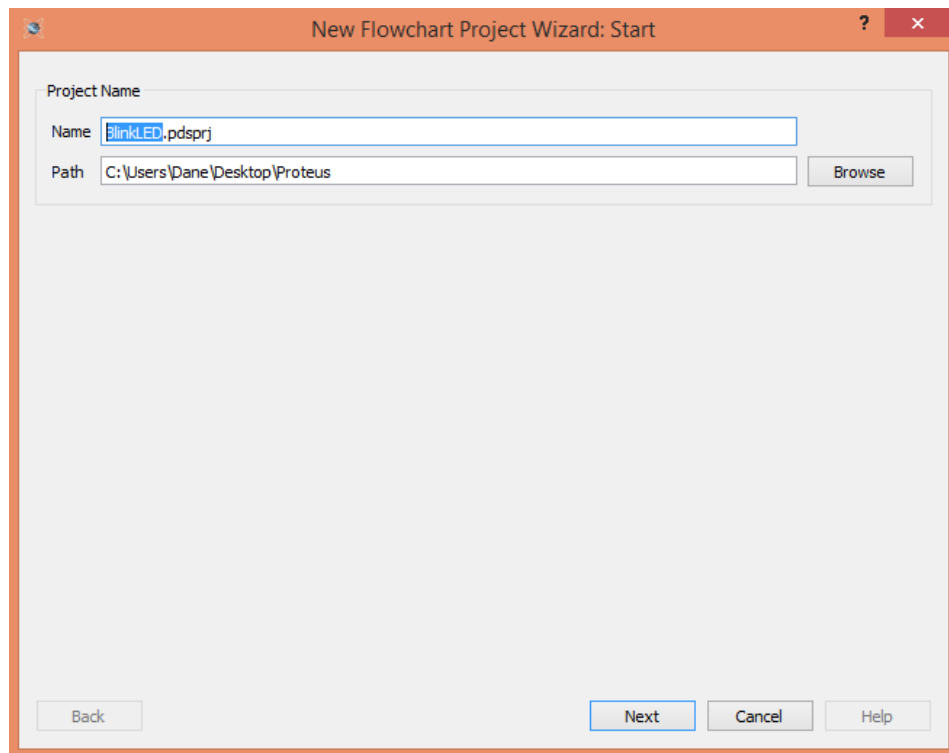 New Flowchart Project Wizard: Start ? ×
Project Name
Name BlinkLED.pdsprj
Path C:\Users\Dane\Desktop\Proteus Browse
Back Next Cancel Help